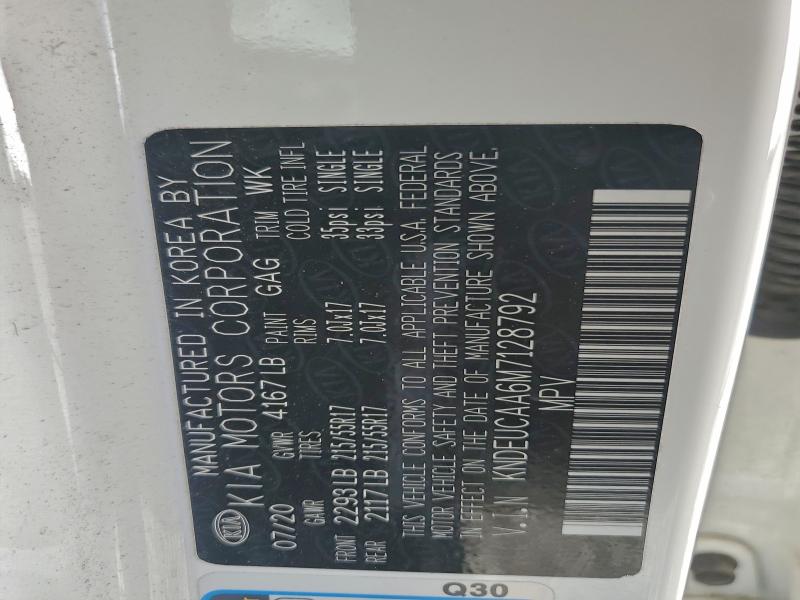 MANUFACTURED IN KOREA BY
KIA KIA MOTORS CORPORATION
07/20 GVWR 4167LB PAINT GAG TRIM WK
GAWR TIRES RIMS COLD TIRE INFL
FRONT 2293LB 215/55R17 7.0Jx17 35psi SINGLE
REAR 2117LB 215/55R17 7.0Jx17 33psi SINGLE
THIS VEHICLE CONFORMS TO ALL APPLICABLE U.S.A. FEDERAL
MOTOR VEHICLE SAFETY AND THEFT PREVENTION STANDARDS
IN EFFECT ON THE DATE OF MANUFACTURE SHOWN ABOVE.
V.I.N KNDEUCAA6M7128792
MPV
Q30